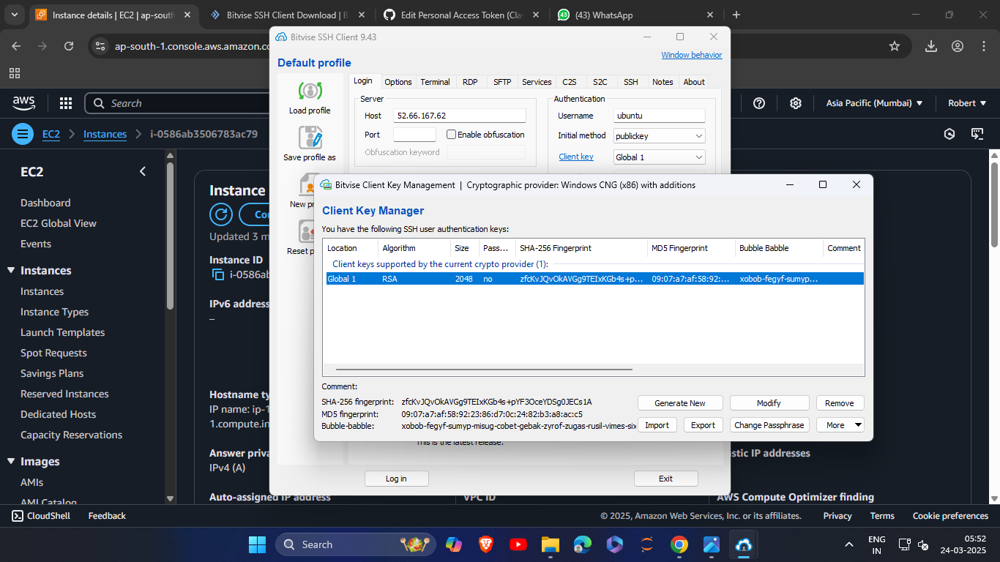 Instance details | EC2 | ap-south
Bitvise SSH Client Download | B
Edit Personal Access Token (Cla
43
(43) WhatsApp
ap-south-1.console.aws.amazon.co
aws
Search
Asia Pacific (Mumbai)
Robert
EC2
Instances
i-0586ab3506783ac79
EC2
Dashboard
EC2 Global View
Events
Instances
Instances
Instance Types
Launch Templates
Spot Requests
Savings Plans
Reserved Instances
Dedicated Hosts
Capacity Reservations
Images
AMIs
AMI Catalog
Instance
Co
Updated 3 m
Instance ID
i-0586ab
IPv6 address
–
Hostname ty
IP name: ip-1
1.compute.in
Answer priva
IPv4 (A)
Auto-assigned IP address
VPC ID
stic IP addresses
AWS Compute Optimizer finding
Bitvise SSH Client 9.43
Window behavior
Default profile
Load profile
Save profile as
New pr
Reset p
Login
Options
Terminal
RDP
SFTP
Services
C2S
S2C
SSH
Notes
About
Server
Host
52.66.167.62
Port
Enable obfuscation
Obfuscation keyword
Authentication
Username
ubuntu
Initial method
publickey
Client key
Global 1
Bitvise Client Key Management | Cryptographic provider: Windows CNG (x86) with additions
Client Key Manager
You have the following SSH user authentication keys:
Location Algorithm Size Pass... SHA-256 Fingerprint MD5 Fingerprint Bubble Babble Comment
Client keys supported by the current crypto provider (1):
Global 1 RSA 2048 no zfcKvJQvOkAVGg9TEIxKGb4s+p... 09:07:a7:af:58:92:... xobob-fegyf-sumyp...
Comment:
SHA-256 fingerprint: zfcKvJQvOkAVGg9TEIxKGb4s+pYF3OceYDSg0JECs1A
MD5 fingerprint: 09:07:a7:af:58:92:23:86:d7:0c:24:82:b3:a8:ac:c5
Bubble-babble: xobob-fegyf-sumyp-misug-cobet-gebak-zyrof-zugas-rusil-vimes-six
Generate New
Modify
Remove
Import
Export
Change Passphrase
More
This is the latest release.
Log in
Exit
CloudShell
Feedback
© 2025, Amazon Web Services, Inc. or its affiliates.
Privacy
Terms
Cookie preferences
Search
ENG
IN
05:52
24-03-2025